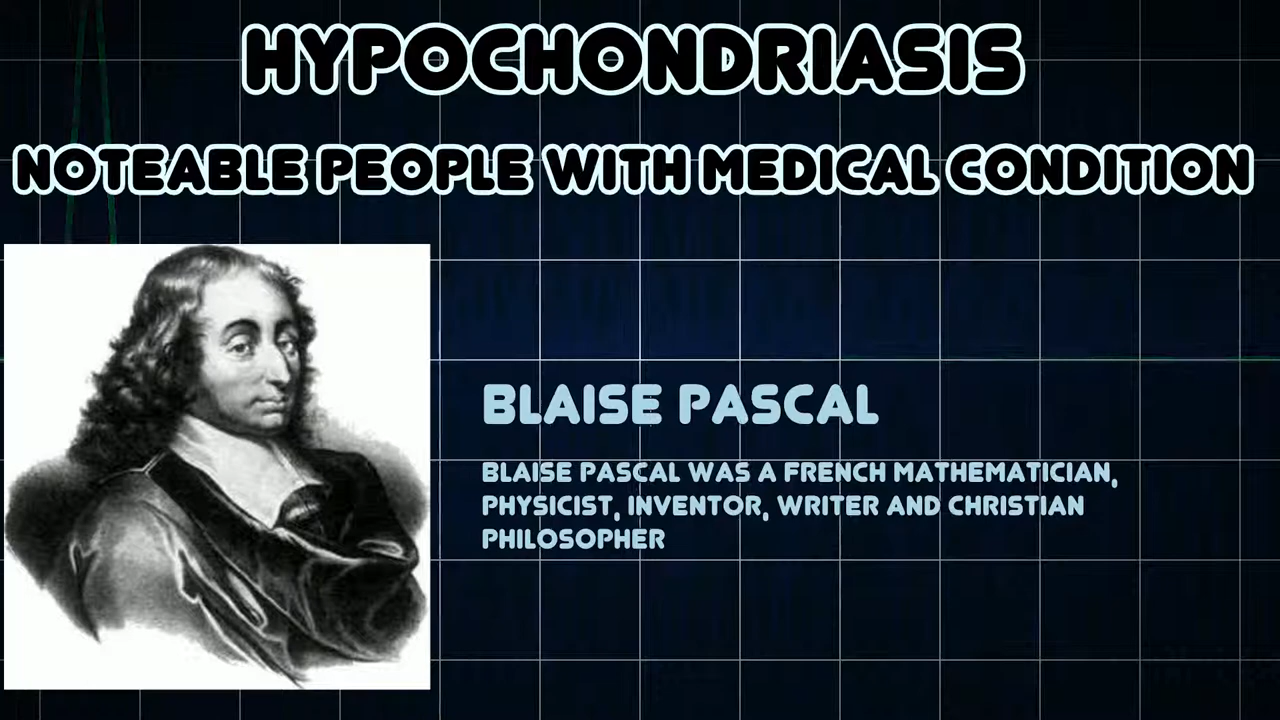 HYPOCHONDRIASIS
NOTEABLE PEOPLE WITH MEDICAL CONDITION
BLAISE PASCAL
BLAISE PASCAL WAS A FRENCH MATHEMATICIAN,
PHYSICIST, INVENTOR, WRITER AND CHRISTIAN
PHILOSOPHER